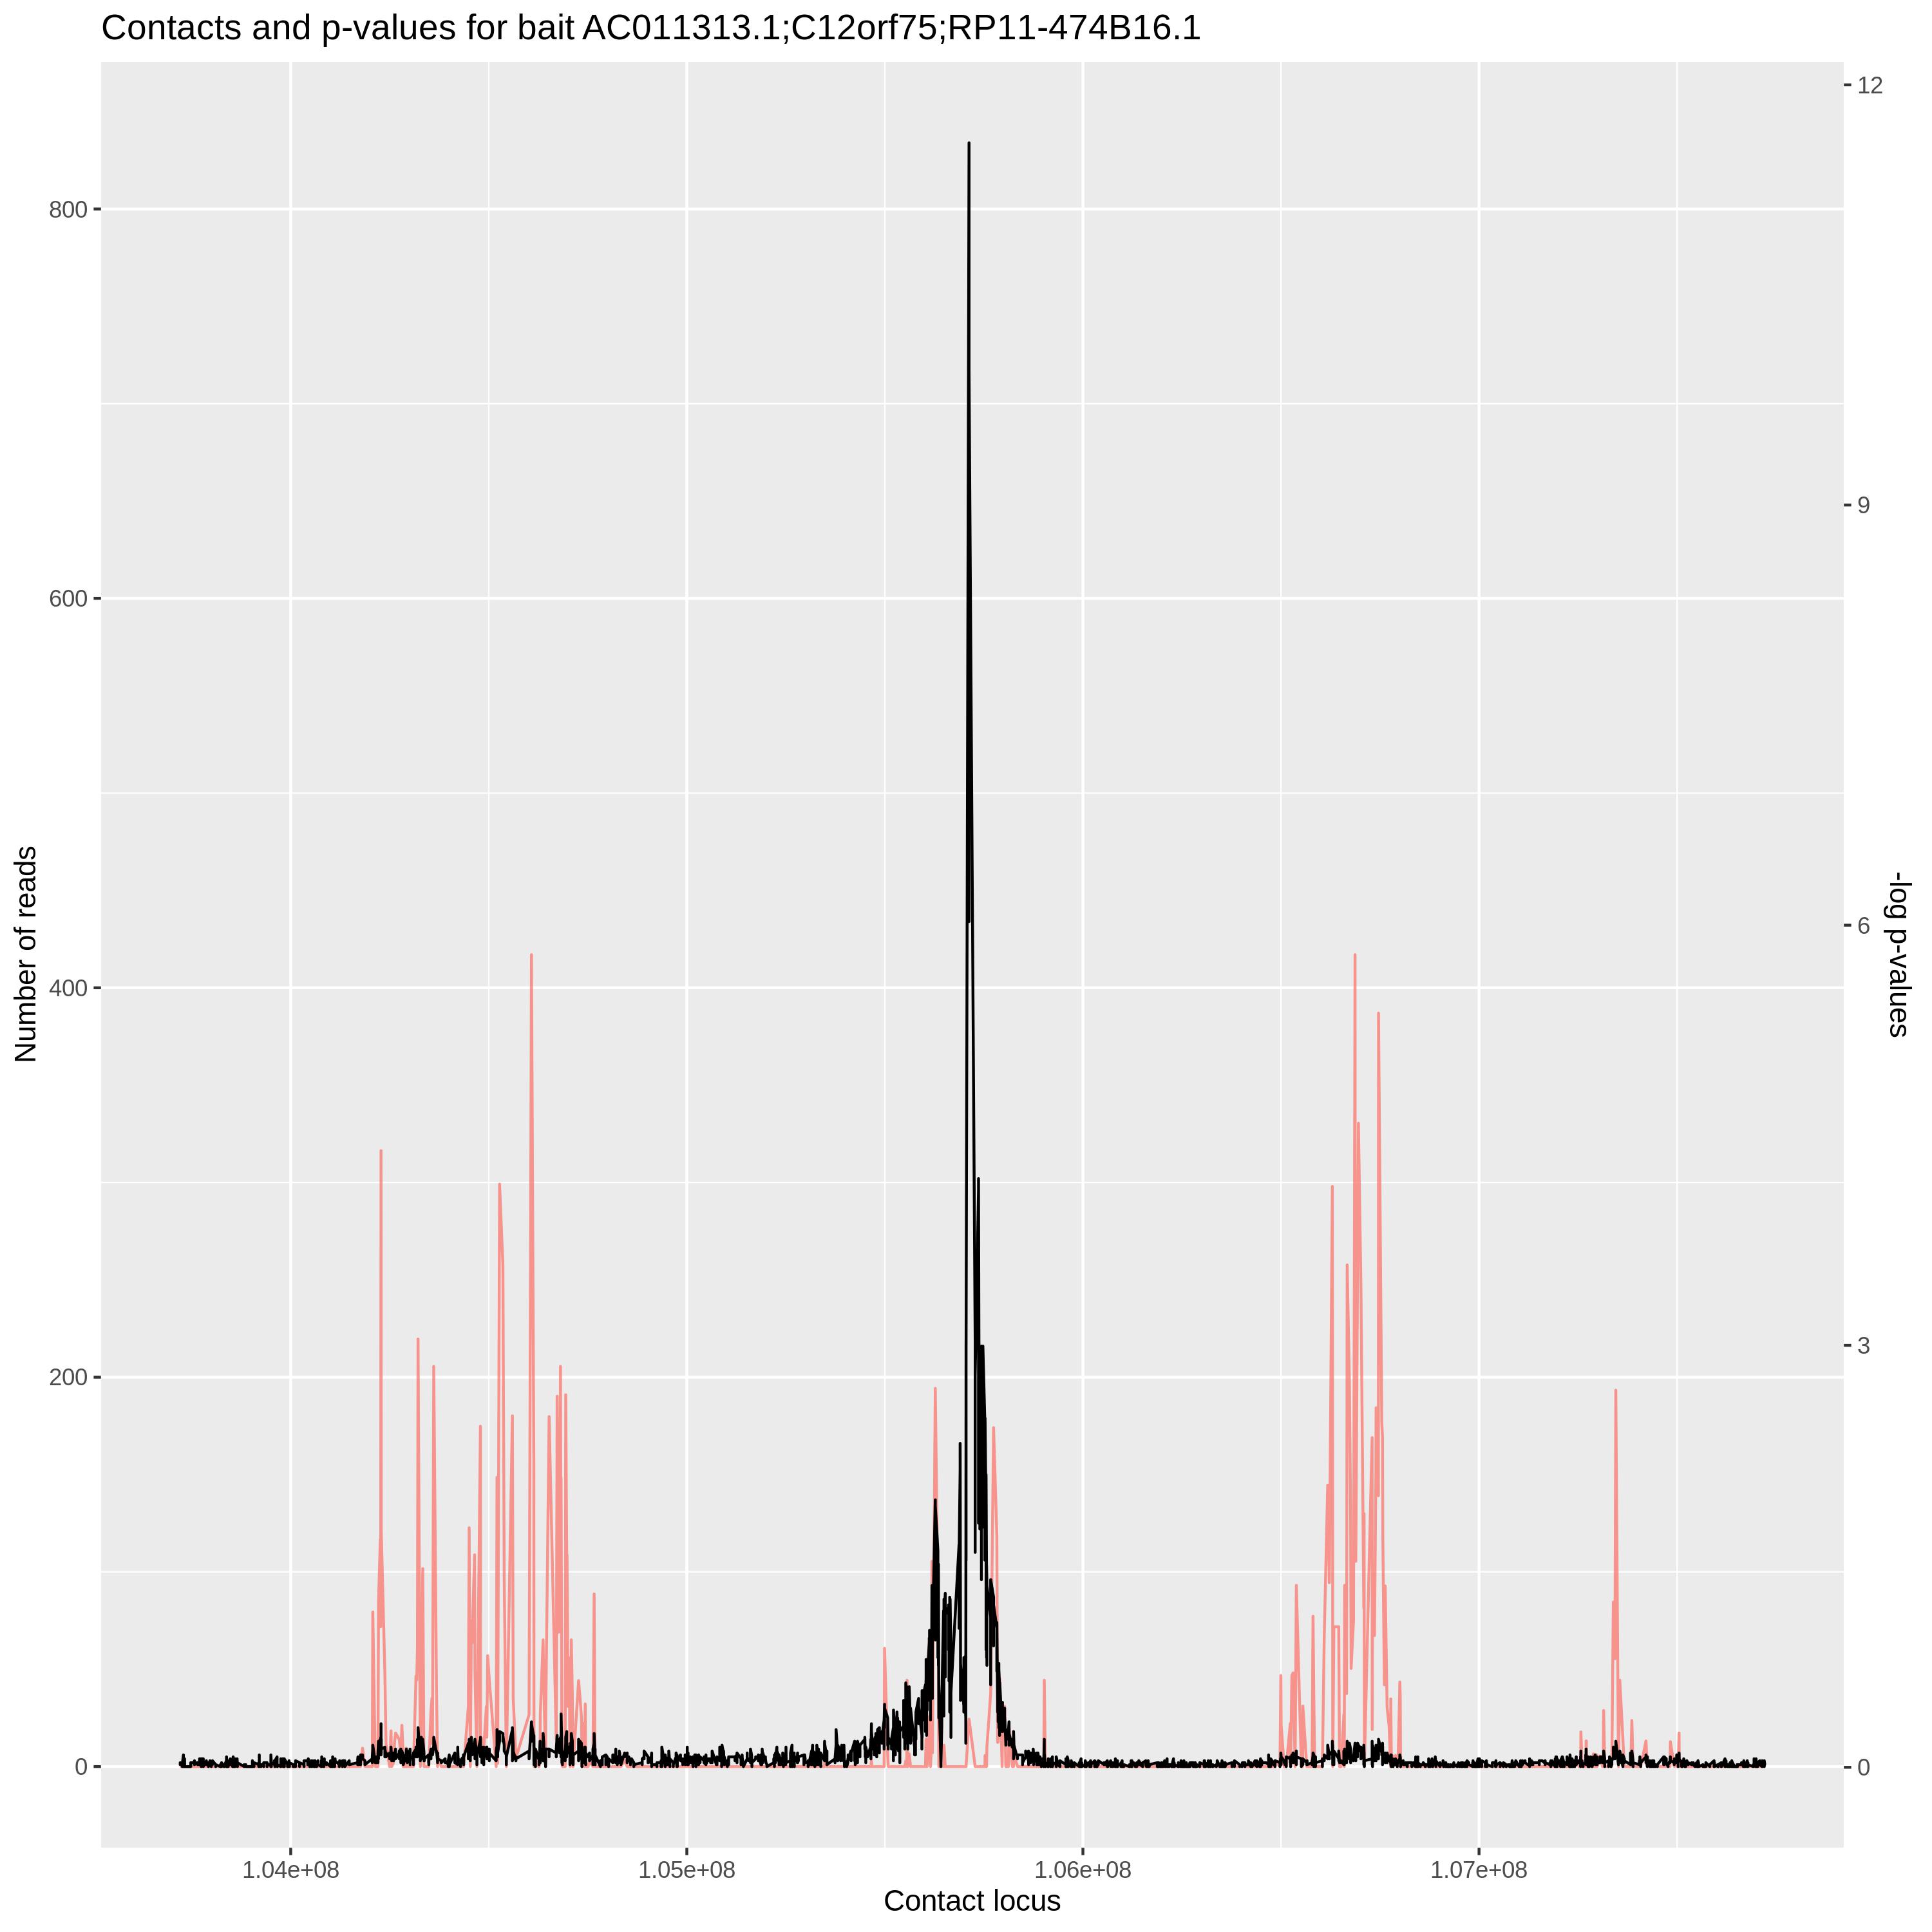 Contacts and p-values for bait AC011313.1;C12orf75;RP11-474B16.1
12
800
9
600
Number of reads
-log p-values
6
400
3
200
0
0
1.04e+08
1.05e+08
1.06e+08
1.07e+08
Contact locus